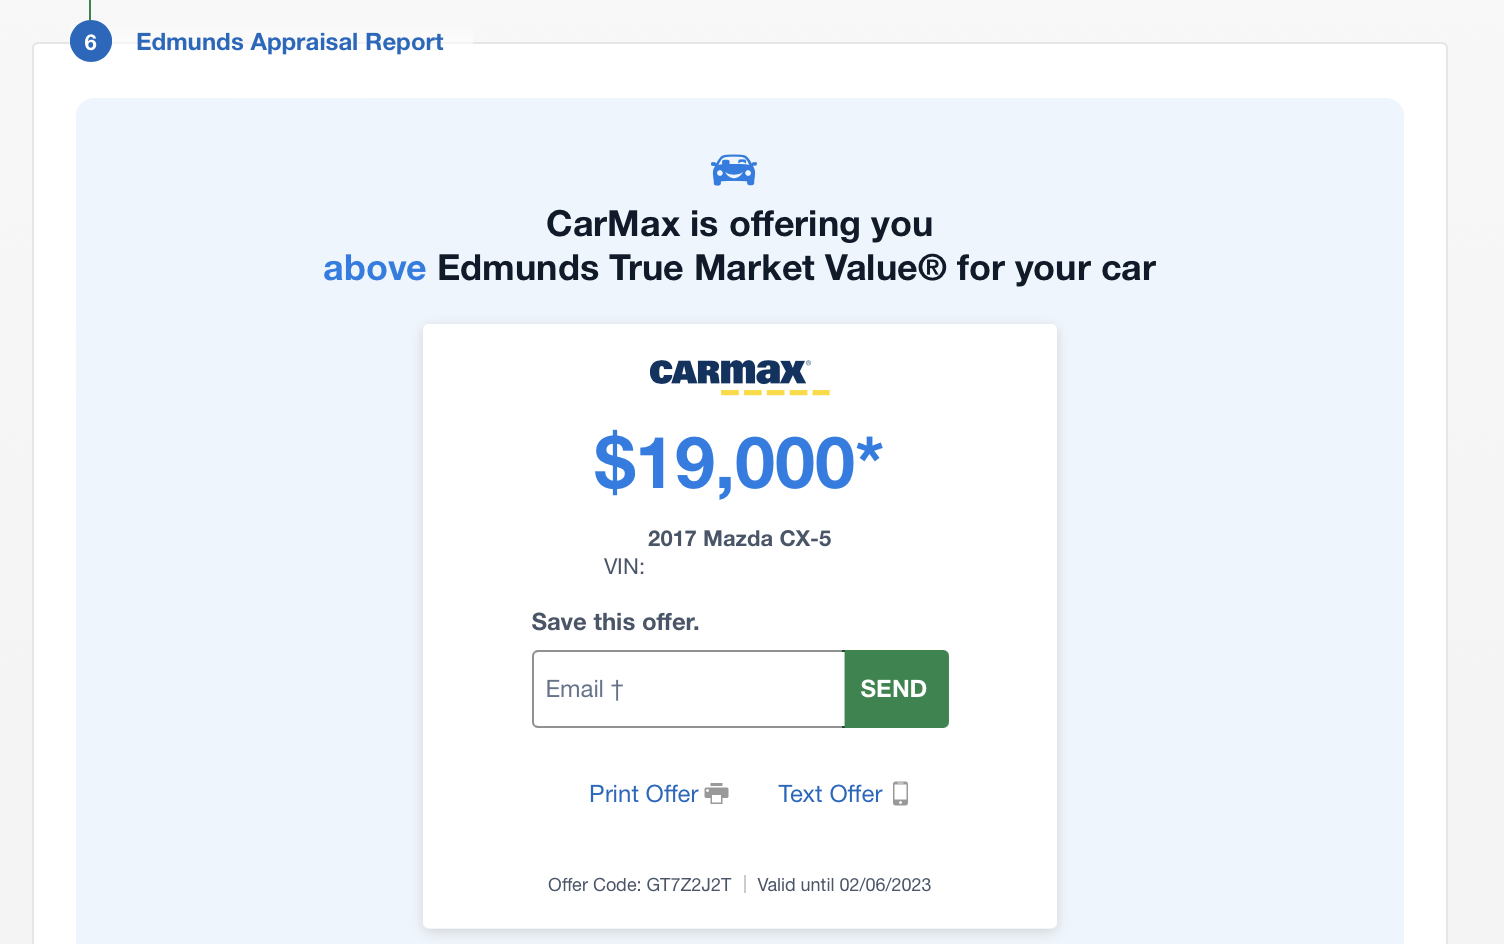 6 Edmunds Appraisal Report
CarMax is offering you
above Edmunds True Market Value® for your car
CARMAX®
$19,000*
2017 Mazda CX-5
VIN:
Save this offer.
Email † SEND
Print Offer Text Offer
Offer Code: GT7Z2J2T | Valid until 02/06/2023